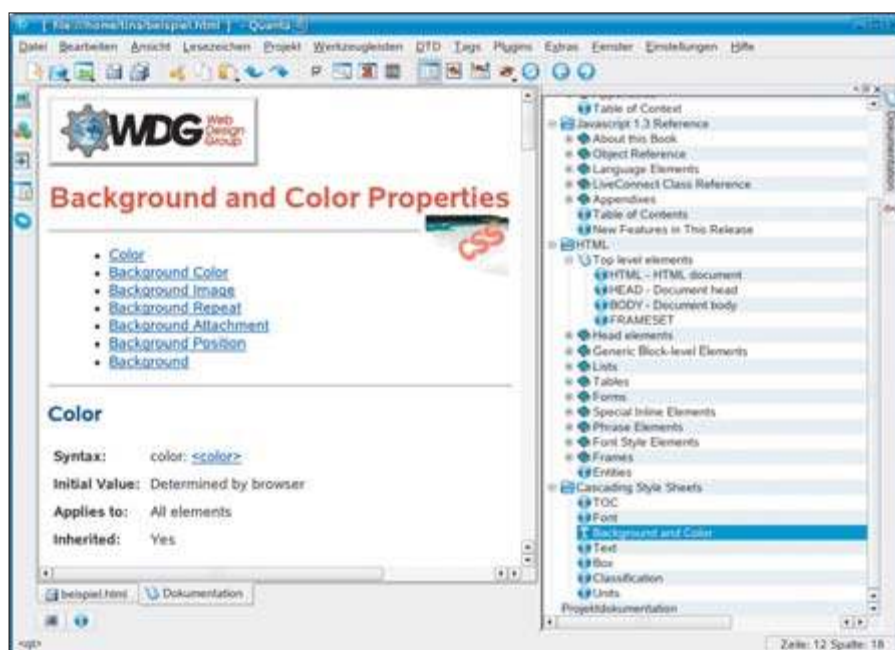 [ file:///home/tina/beispiel.html ] - Quanta
Datei Bearbeiten Ansicht Lesezeichen Projekt Werkzeugleisten DTD Tags Plugins Extras Fenster Einstellungen Hilfe
WDG Web Design Group
Background and Color Properties
CSS
Color
Background Color
Background Image
Background Repeat
Background Attachment
Background Position
Background
Color
Syntax: color: <color>
Initial Value: Determined by browser
Applies to: All elements
Inherited: Yes
beispiel.html Dokumentation
Table of Context
Javascript 1.3 Reference
About this Book
Object Reference
Language Elements
LiveConnect Class Reference
Appendixes
Table of Contents
New Features in This Release
HTML
Top level elements
HTML - HTML document
HEAD - Document head
BODY - Document body
FRAMESET
Head elements
Generic Block-level Elements
Lists
Tables
Forms
Special Inline Elements
Phrase Elements
Font Style Elements
Frames
Entities
Cascading Style Sheets
TOC
Font
Background and Color
Text
Box
Classification
Units
Projektdokumentation
<qt> Zeile: 12 Spalte: 18